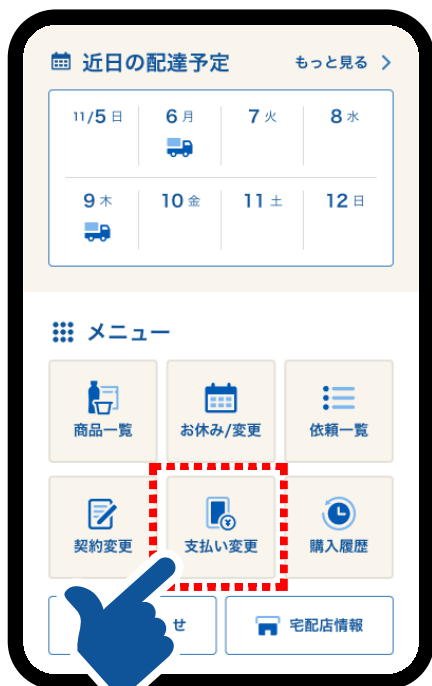 近日の配達予定 もっと見る
11/5 日 6 月 7 火 8 水
9 木 10 金 11 土 12 日
メニュー
商品一覧 お休み/変更 依頼一覧
契約変更 支払い変更 購入履歴
せ 宅配店情報